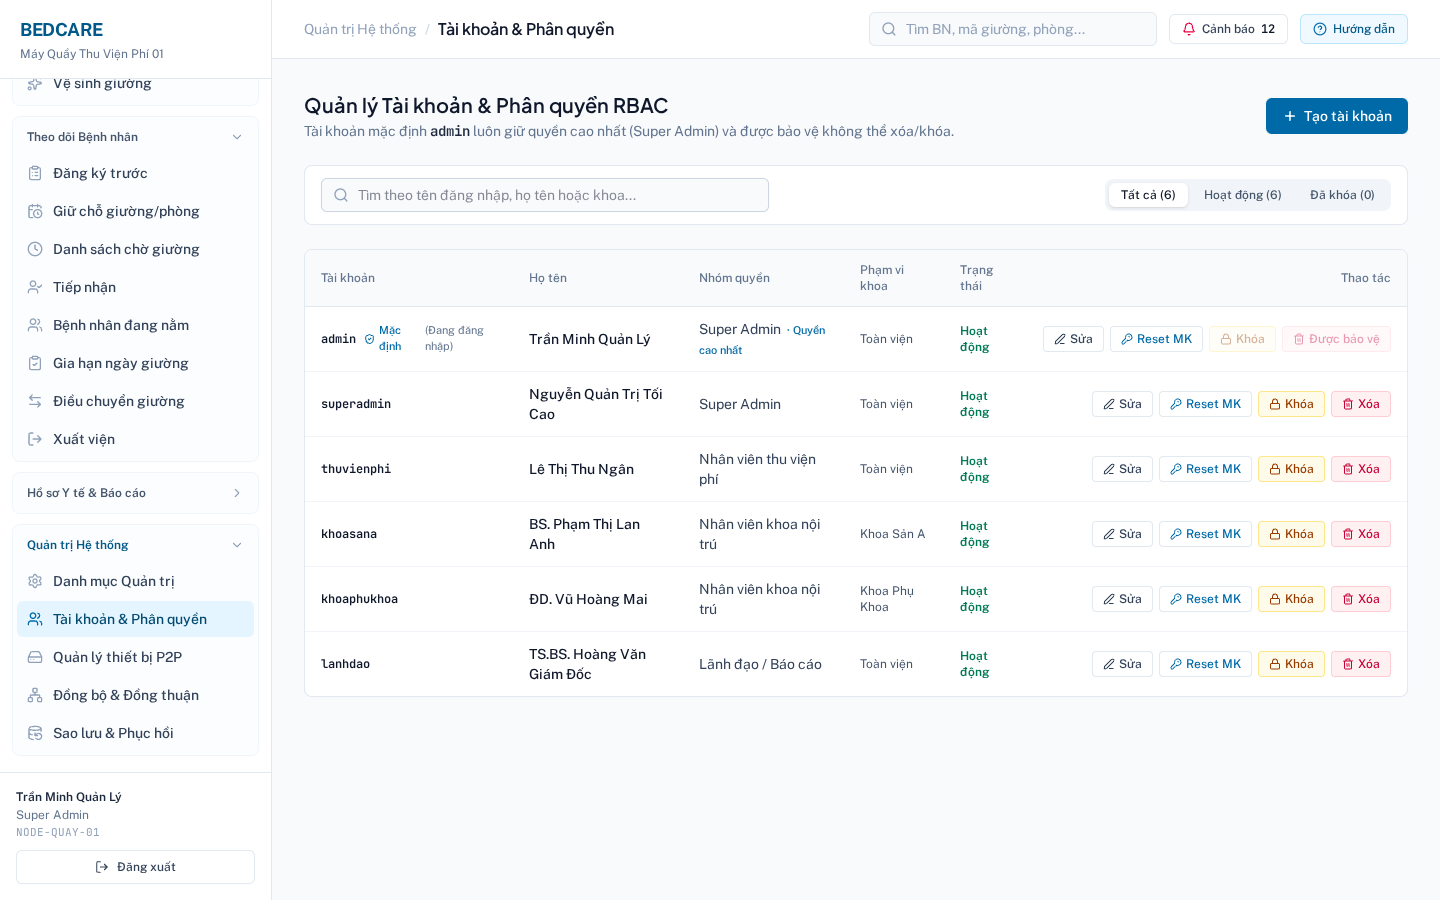 BEDCARE
Máy Quầy Thu Viện Phí 01
Vệ sinh giường
Theo dõi Bệnh nhân
Đăng ký trước
Giữ chỗ giường/phòng
Danh sách chờ giường
Tiếp nhận
Bệnh nhân đang nằm
Gia hạn ngày giường
Điều chuyển giường
Xuất viện
Hồ sơ Y tế & Báo cáo
Quản trị Hệ thống
Danh mục Quản trị
Tài khoản & Phân quyền
Quản lý thiết bị P2P
Đồng bộ & Đồng thuận
Sao lưu & Phục hồi
Trần Minh Quản Lý
Super Admin
NODE-QUAY-01
Đăng xuất
Quản trị Hệ thống / Tài khoản & Phân quyền
Tìm BN, mã giường, phòng...
Cảnh báo 12
Hướng dẫn
Quản lý Tài khoản & Phân quyền RBAC
Tài khoản mặc định admin luôn giữ quyền cao nhất (Super Admin) và được bảo vệ không thể xóa/khóa.
Tạo tài khoản
Tìm theo tên đăng nhập, họ tên hoặc khoa...
Tất cả (6) Hoạt động (6) Đã khóa (0)
Tài khoản
Họ tên
Nhóm quyền
Phạm vi
khoa
Trạng
thái
Thao tác
admin
Mặc
định
(Đang đăng
nhập)
Trần Minh Quản Lý
Super Admin · Quyền
cao nhất
Toàn viện
Hoạt
động
Sửa Reset MK Khóa Được bảo vệ
superadmin
Nguyễn Quản Trị Tối
Cao
Super Admin
Toàn viện
Hoạt
động
Sửa Reset MK Khóa Xóa
thuvienphi
Lê Thị Thu Ngân
Nhân viên thu viện
phí
Toàn viện
Hoạt
động
Sửa Reset MK Khóa Xóa
khoasana
BS. Phạm Thị Lan
Anh
Nhân viên khoa nội
trú
Khoa Sản A
Hoạt
động
Sửa Reset MK Khóa Xóa
khoaphukhoa
ĐD. Vũ Hoàng Mai
Nhân viên khoa nội
trú
Khoa Phụ
Khoa
Hoạt
động
Sửa Reset MK Khóa Xóa
lanhdao
TS.BS. Hoàng Văn
Giám Đốc
Lãnh đạo / Báo cáo
Toàn viện
Hoạt
động
Sửa Reset MK Khóa Xóa